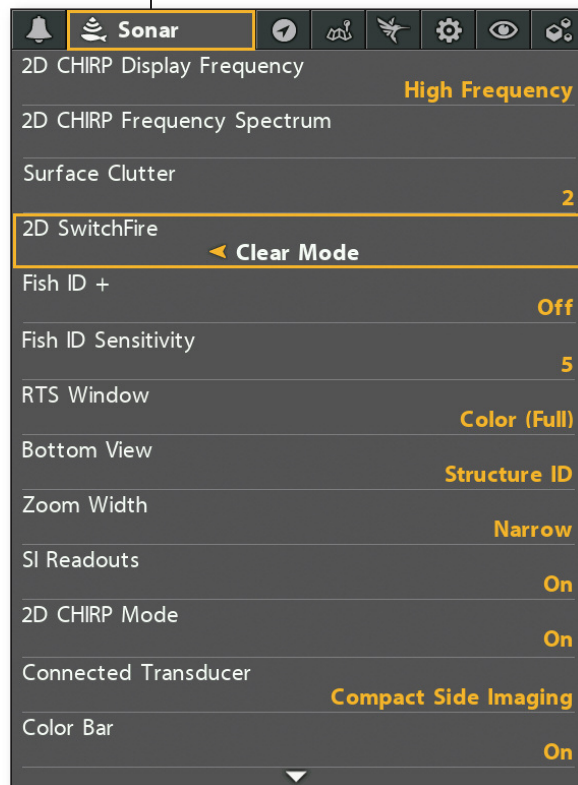 Sonar
2D CHIRP Display Frequency
High Frequency
2D CHIRP Frequency Spectrum
Surface Clutter
2
2D SwitchFire
Clear Mode
Fish ID +
Off
Fish ID Sensitivity
5
RTS Window
Color (Full)
Bottom View
Structure ID
Zoom Width
Narrow
SI Readouts
On
2D CHIRP Mode
On
Connected Transducer
Compact Side Imaging
Color Bar
On